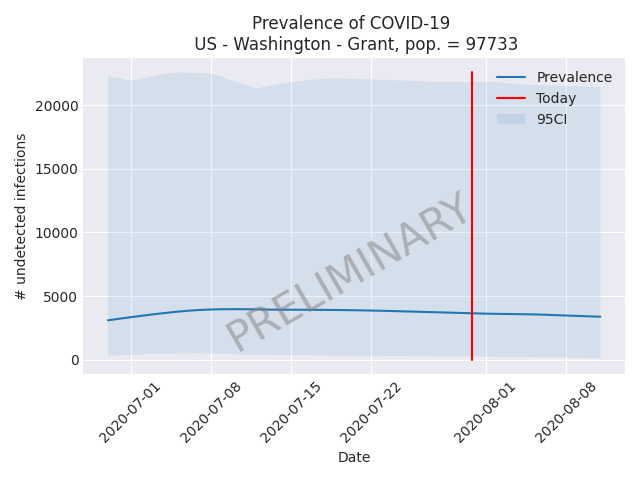 Prevalence of COVID-19
US - Washington - Grant, pop. = 97733
Prevalence
Today
95CI
# undetected infections
20000
15000
10000
5000
0
PRELIMINARY
2020-07-01
2020-07-08
2020-07-15
2020-07-22
2020-08-01
2020-08-08
Date